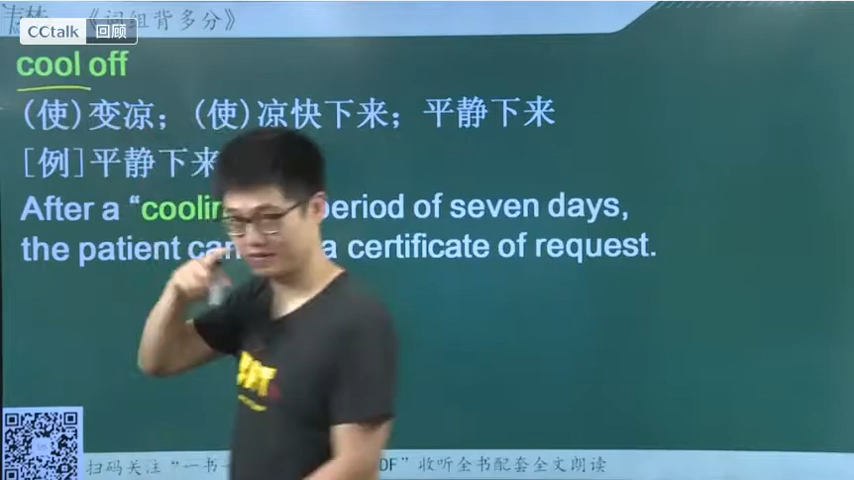 CCtalk 回顾 《词组背多分》
cool off
(使)变凉；(使)凉快下来；平静下来
[例]平静下来
After a “coolin period of seven days,
the patient can a certificate of request.
扫码关注“一书 DF”收听全书配套全文朗读